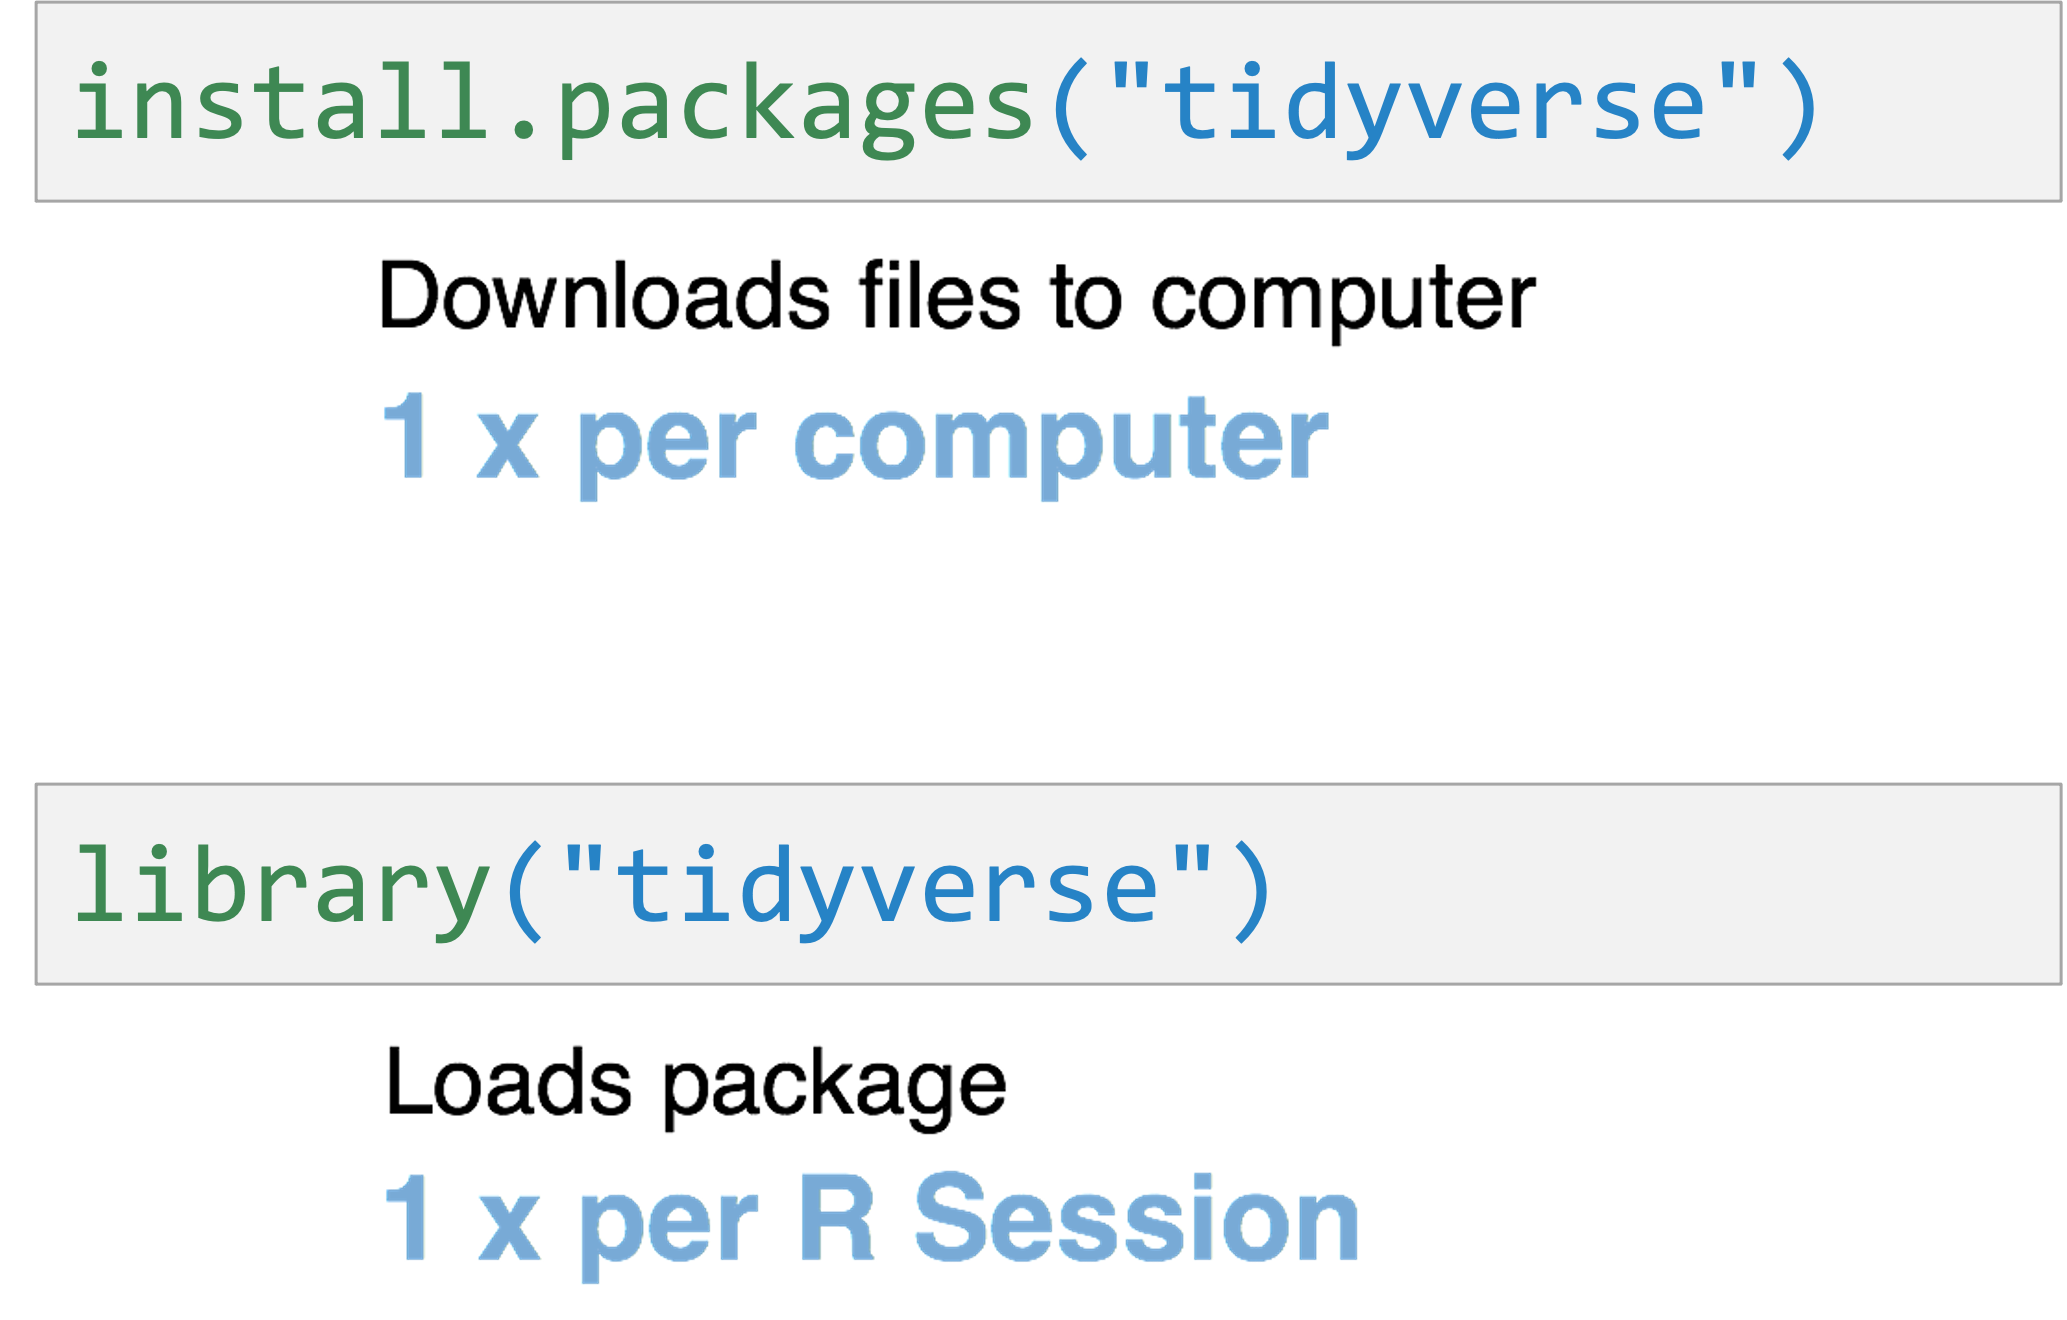 install.packages("tidyverse")
Downloads files to computer
1 x per computer
library("tidyverse")
Loads package
1 x per R Session